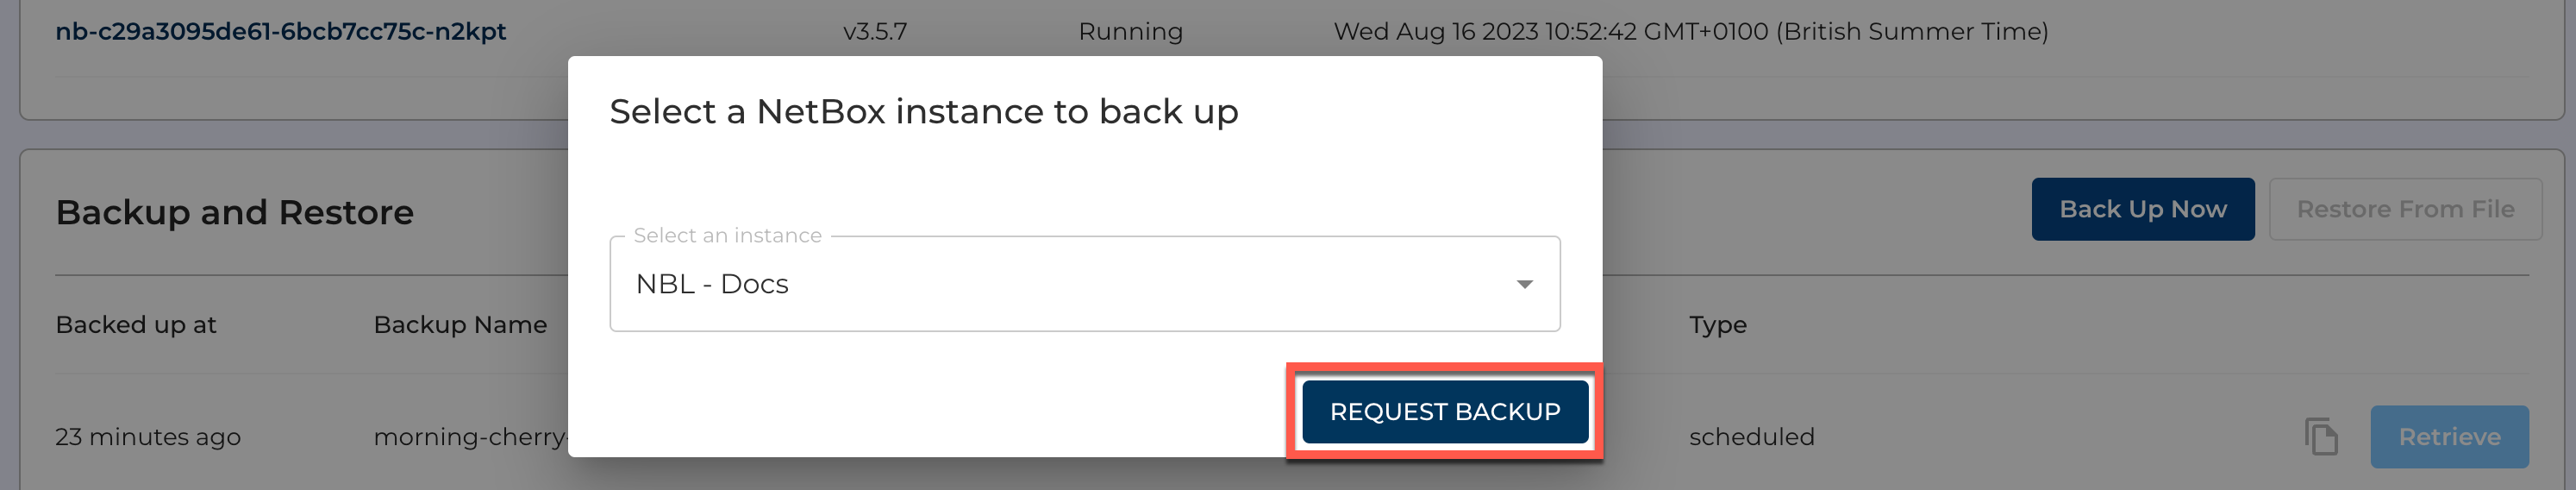 nb-c29a3095de61-6bcb7cc75c-n2kpt v3.5.7 Running Wed Aug 16 2023 10:52:42 GMT+0100 (British Summer Time)
Select a NetBox instance to back up
Backup and Restore Back Up Now Restore From File
Select an instance
NBL - Docs
Backed up at Backup Name Type
REQUEST BACKUP
23 minutes ago morning-cherry- scheduled Retrieve